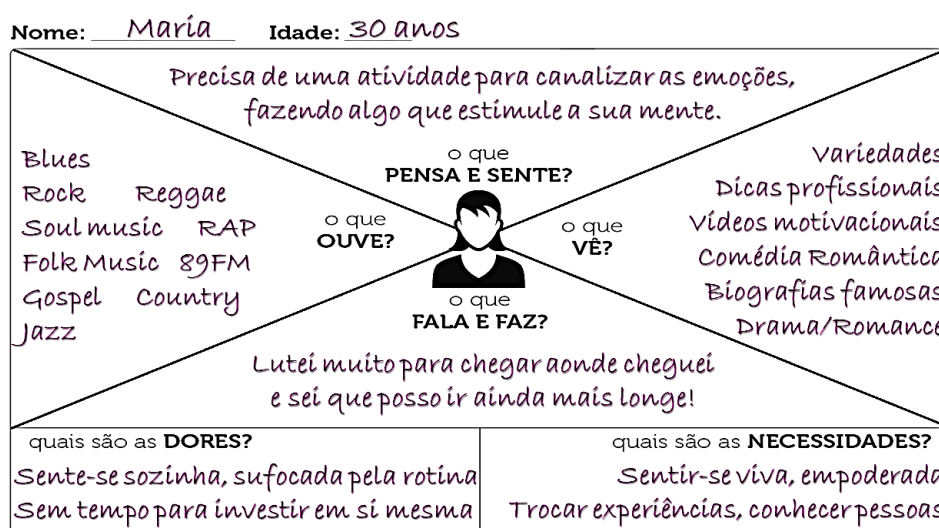 Nome: Maria Idade: 30 anos
Precisa de uma atividade para canalizar as emoções,
fazendo algo que estimule a sua mente.
o que
PENSA E SENTE?
Blues
Rock Reggae
Soul music RAP
Folk Music 89FM
Gospel Country
Jazz
o que
OUVE?
o que
VÊ?
Variedades
Dicas profissionais
Vídeos motivacionais
Comédia Romântica
Biografias famosas
Drama/Romance
o que
FALA E FAZ?
Lutei muito para chegar aonde cheguei
e sei que posso ir ainda mais longe!
quais são as DORES?
Sente-se sozinha, sufocada pela rotina
Sem tempo para investir em si mesma
quais são as NECESSIDADES?
Sentir-se viva, empoderada
Trocar experiências, conhecer pessoas